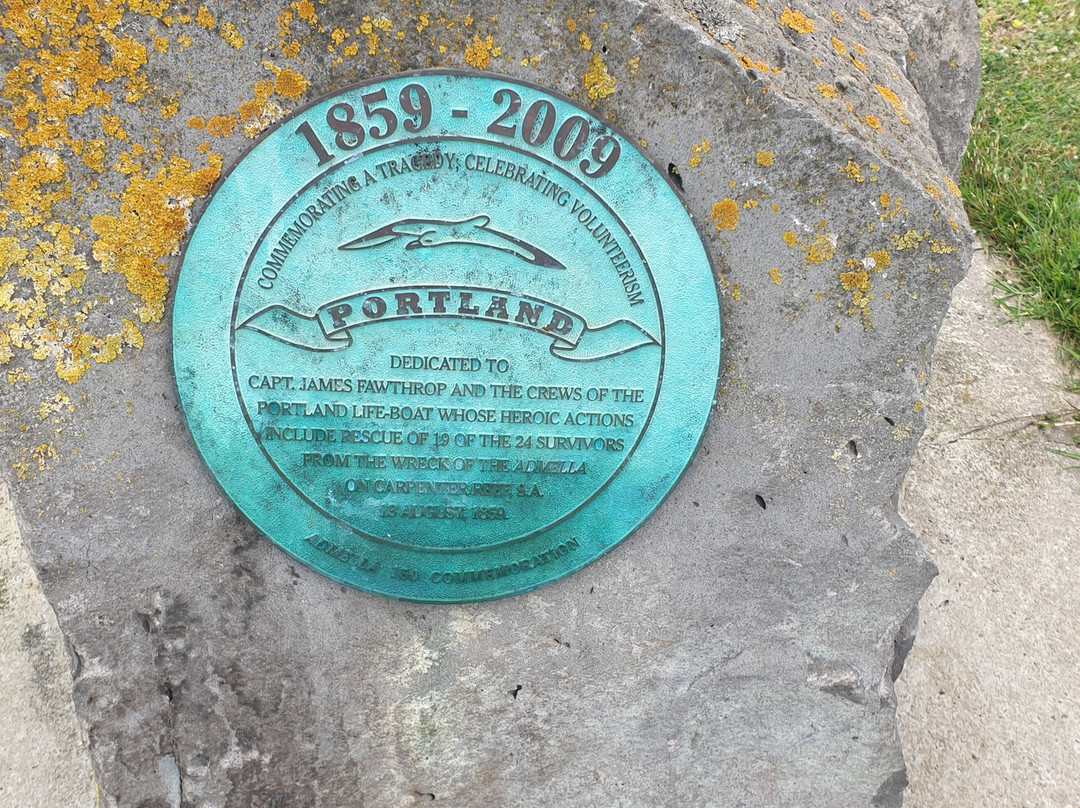 1859 - 2009
COMMEMORATING A TRAGEDY; CELEBRATING VOLUNTEERISM
PORTLAND
DEDICATED TO
CAPT. JAMES FAWTHROP AND THE CREWS OF THE
PORTLAND LIFE-BOAT WHOSE HEROIC ACTIONS
INCLUDE RESCUE OF 19 OF THE 24 SURVIVORS
FROM THE WRECK OF THE ADMELLA
ON CARPENTER REEF, S.A.
13 AUGUST, 1859.
ADMELLA 150 COMMEMORATION